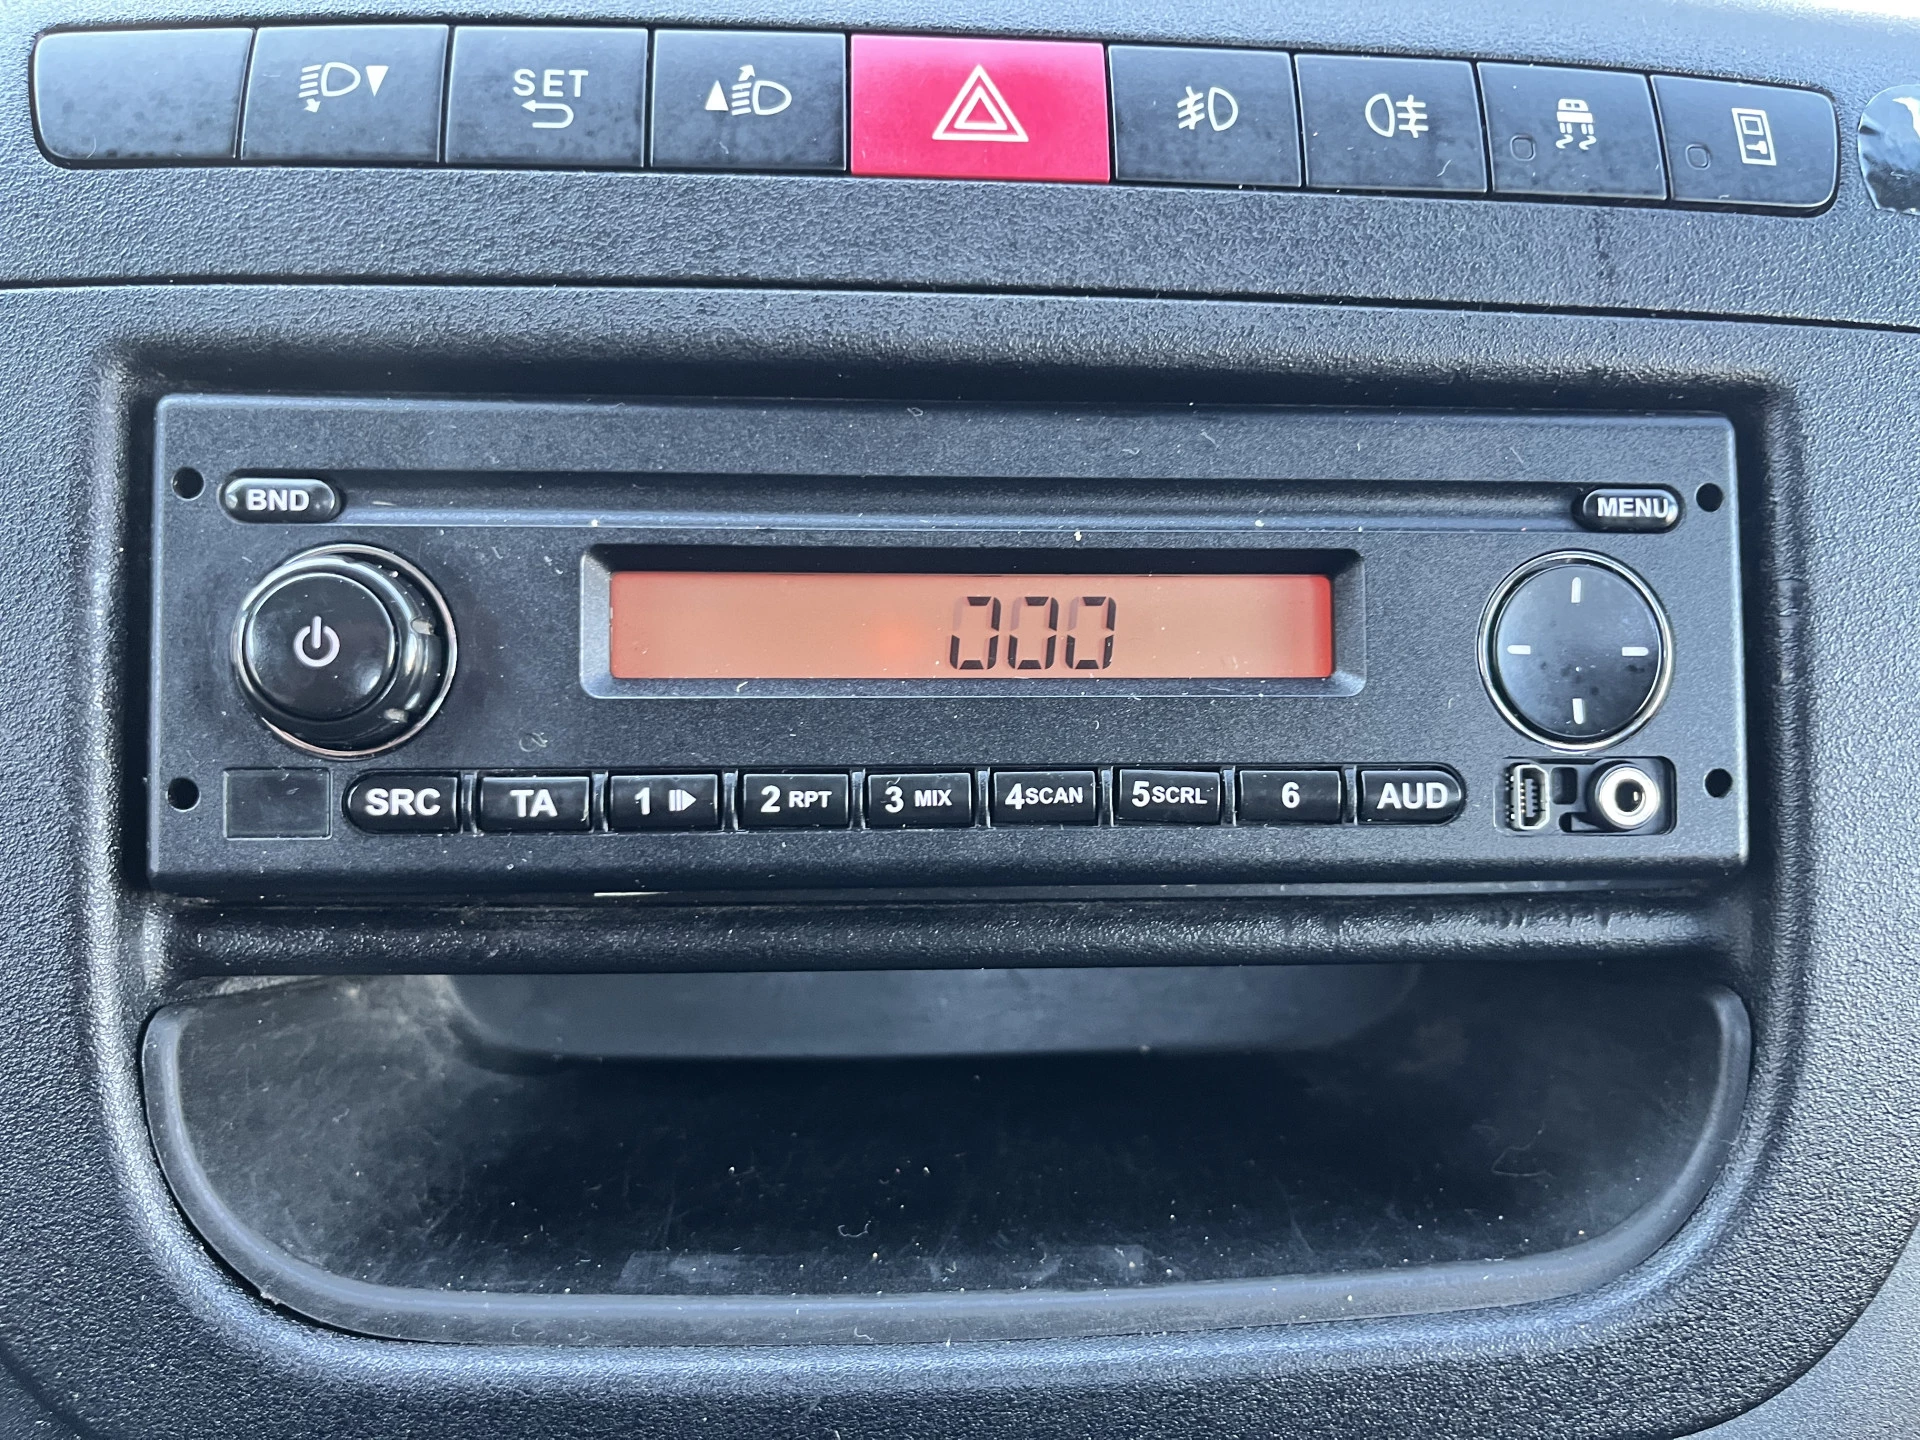 SET
BND
MENU
000
SRC
TA
1
2 RPT
3 MIX
4SCAN
5SCRL
6
AUD